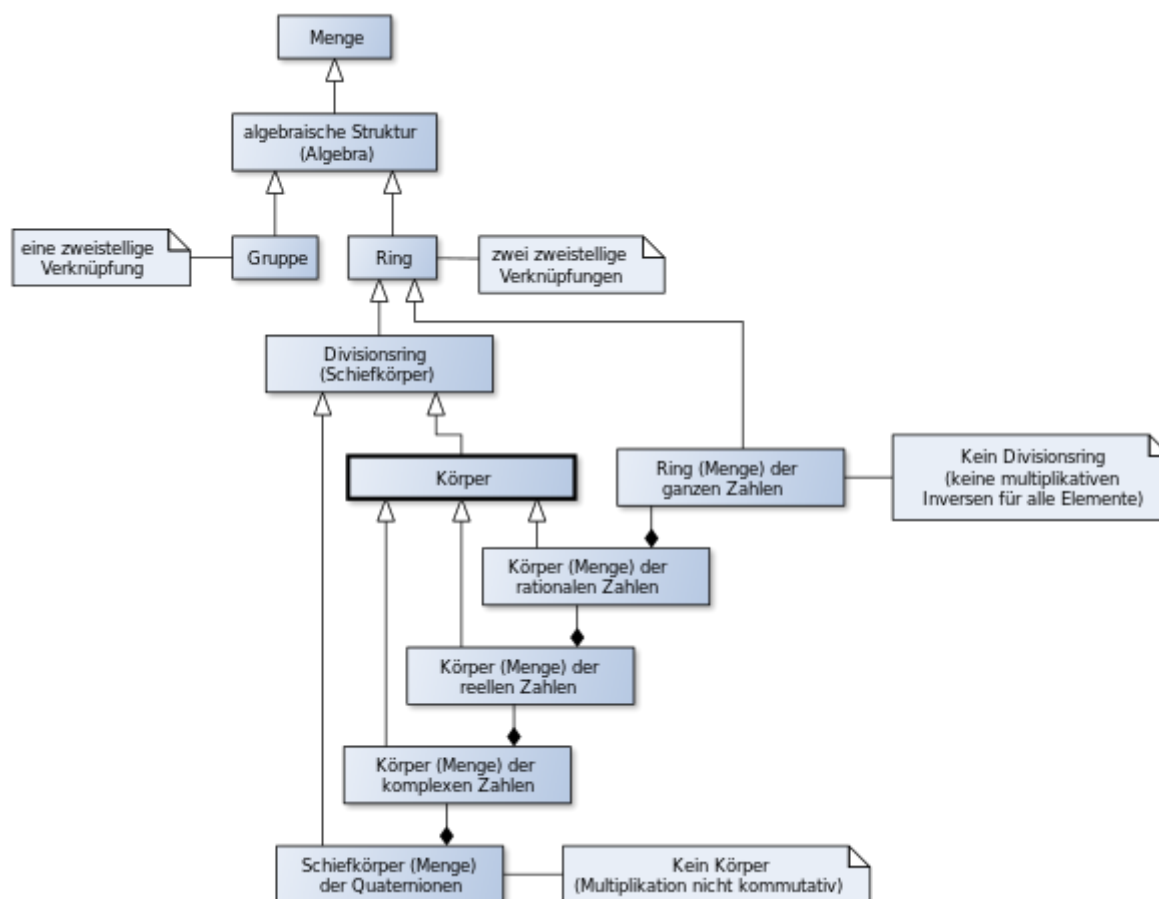 Menge
algebraische Struktur
(Algebra)
eine zweistellige
Verknüpfung
Gruppe
Ring
zwei zweistellige
Verknüpfungen
Divisionsring
(Schiefkörper)
Körper
Ring (Menge) der
ganzen Zahlen
Kein Divisionsring
(keine multiplikativen
Inversen für alle Elemente)
Körper (Menge) der
rationalen Zahlen
Körper (Menge) der
reellen Zahlen
Körper (Menge) der
komplexen Zahlen
Schiefkörper (Menge)
der Quaternionen
Kein Körper
(Multiplikation nicht kommutativ)